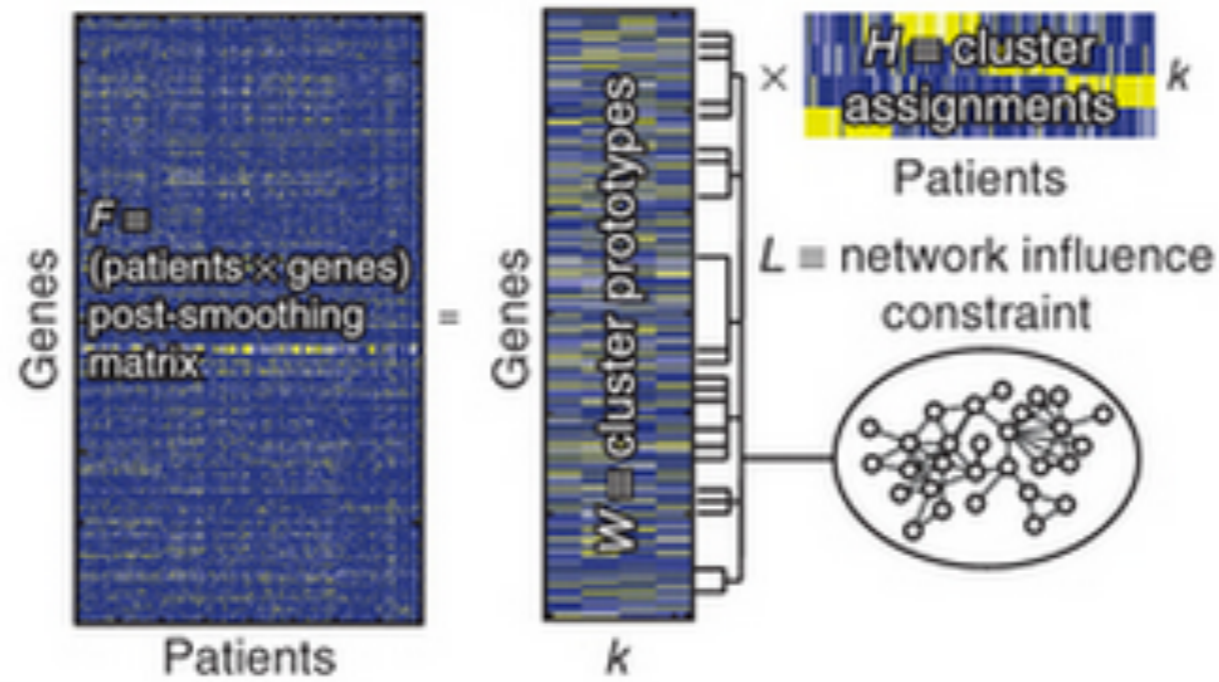 Genes
F ≡
(patients × genes)
post-smoothing
matrix
Patients
=
Genes
W ≡ cluster prototypes
k
×
H ≡ cluster
assignments
k
Patients
L ≡ network influence
constraint